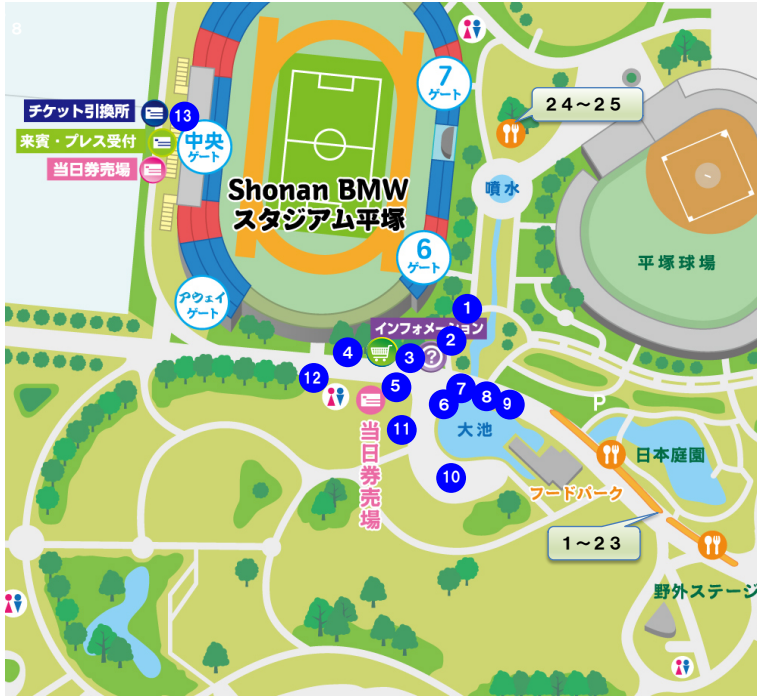 8
7
ゲート
24～25
チケット引換所
13
来賓・プレス受付
中央
ゲート
当日券売場
噴水
Shonan BMW
スタジアム平塚
6
ゲート
平塚球場
アウェイ
ゲート
1
インフォメーション
2
3
4
?
12
5
7
8
6
9
P
11
大池
当日券売場
日本庭園
10
フードパーク
1～23
野外ステージ